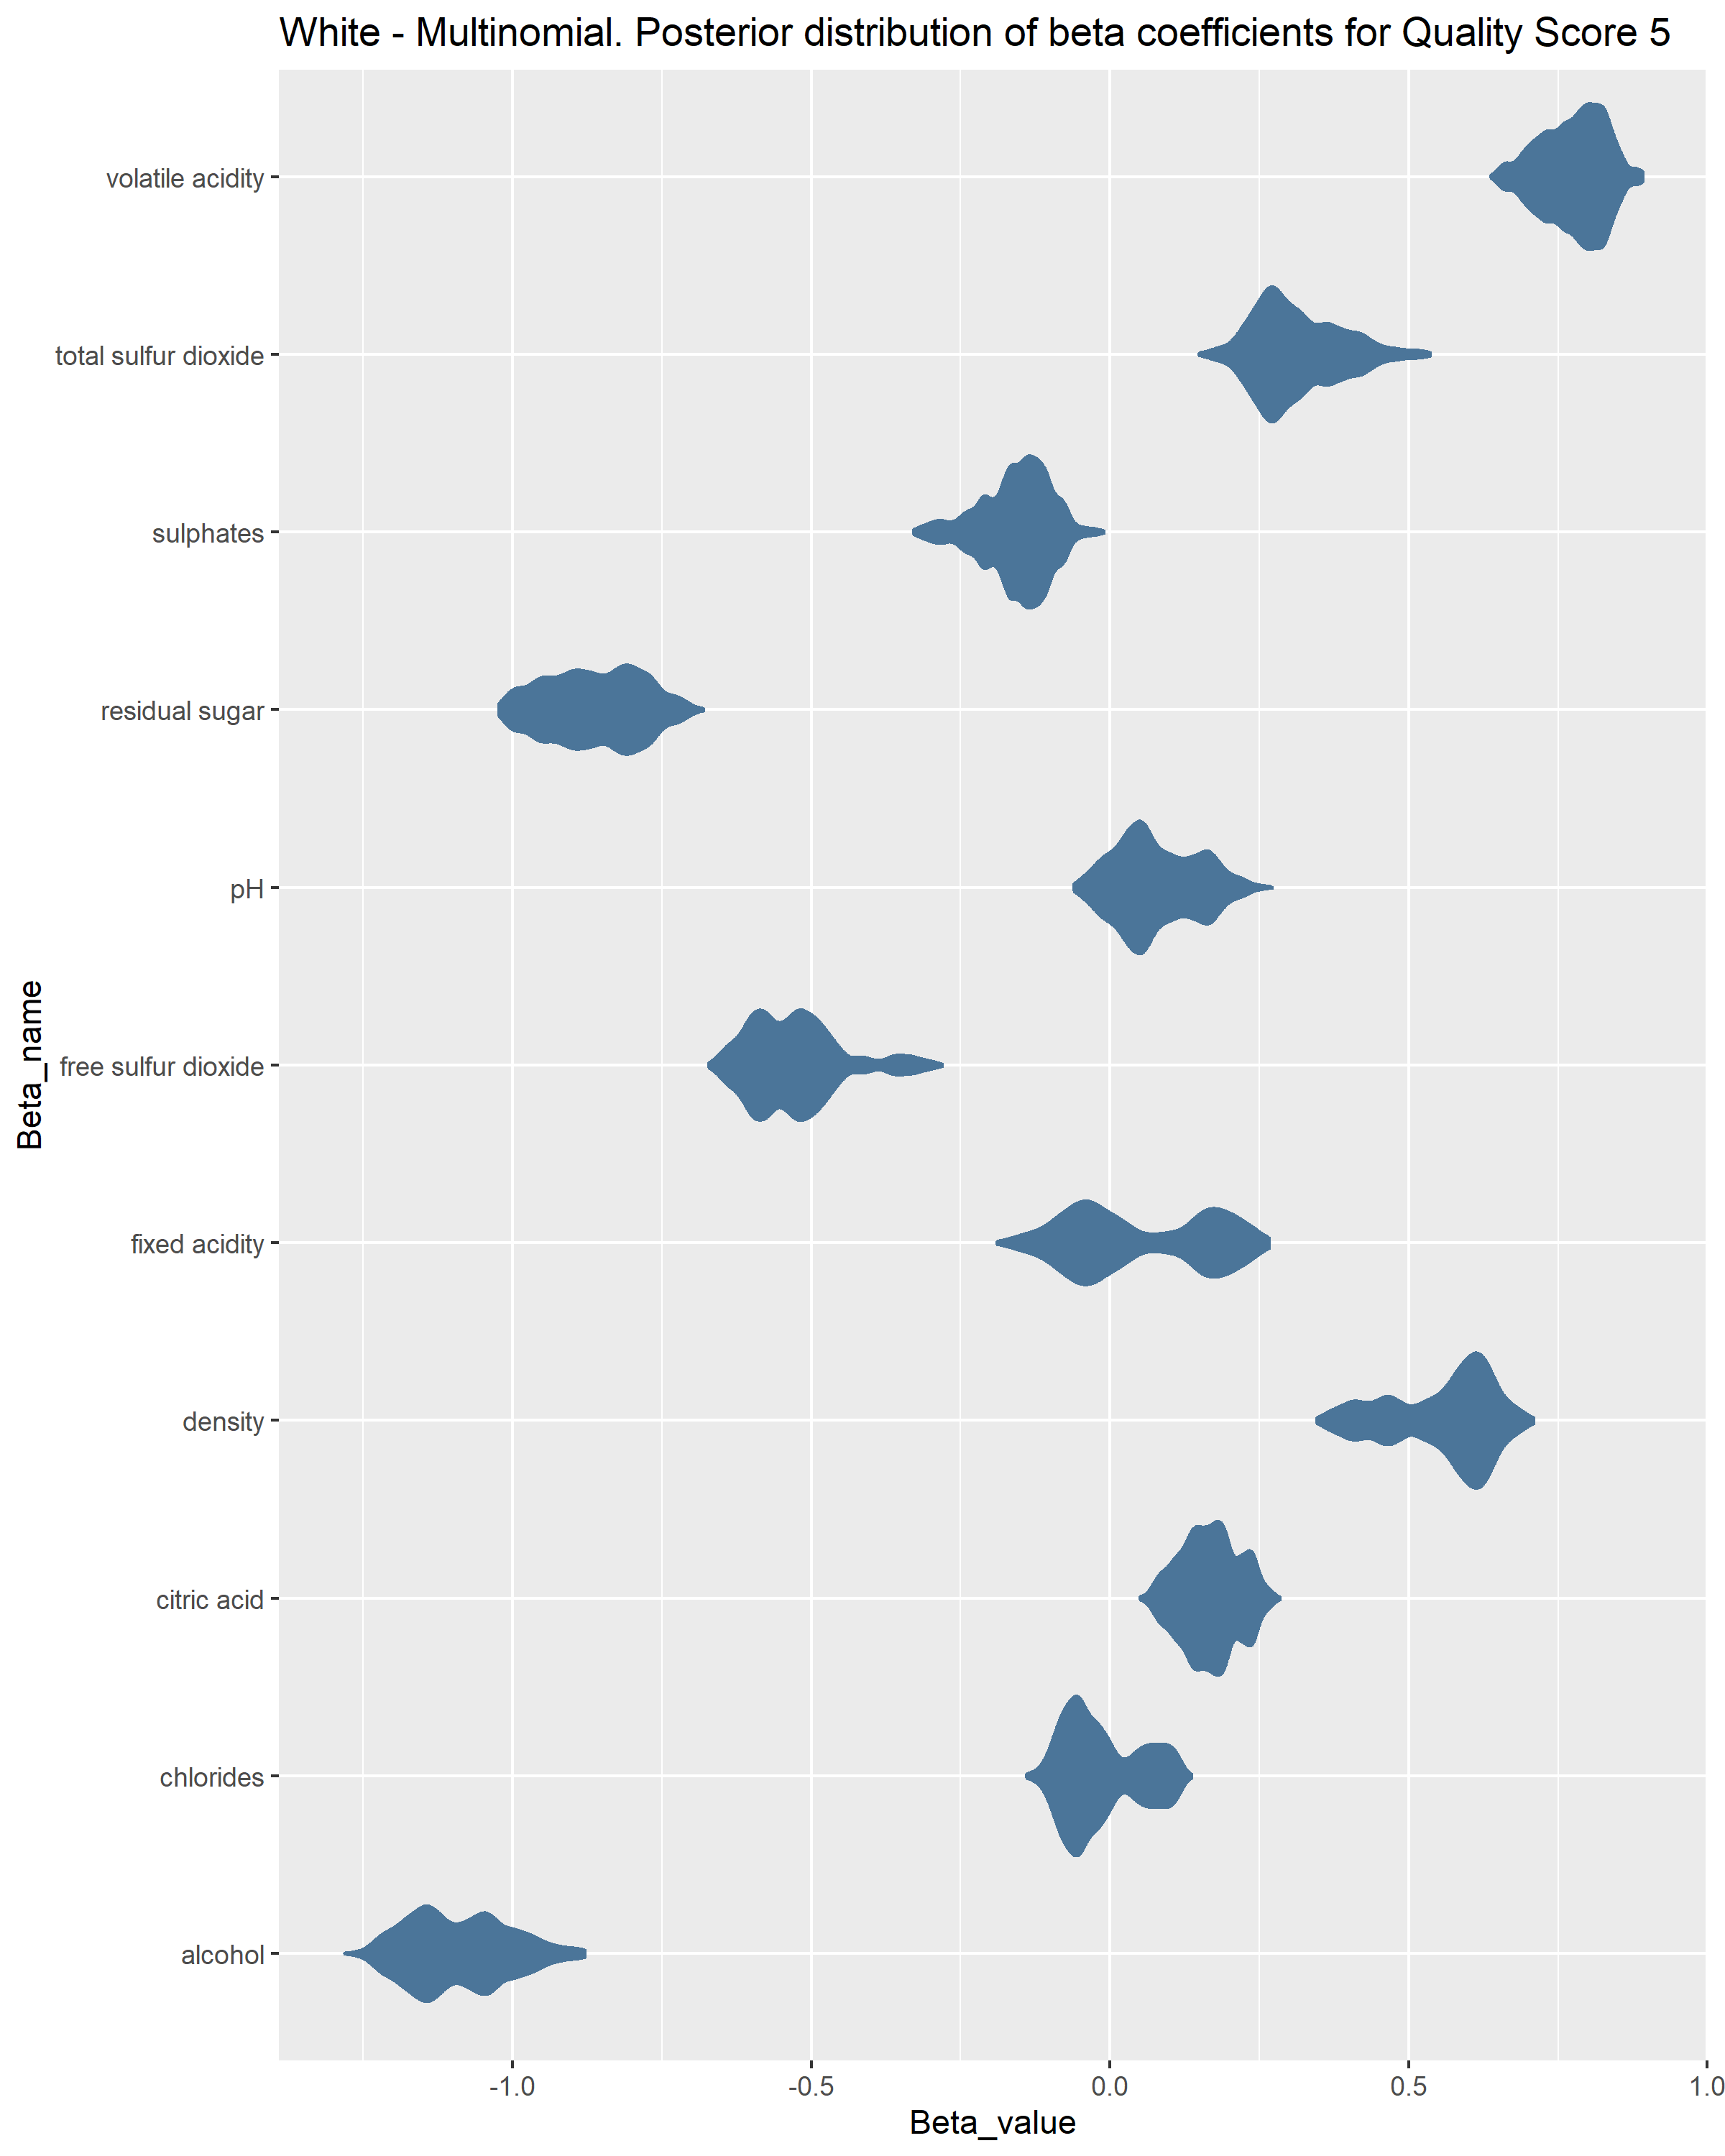 White - Multinomial. Posterior distribution of beta coefficients for Quality Score 5
volatile acidity
total sulfur dioxide
sulphates
residual sugar
pH
free sulfur dioxide
fixed acidity
density
citric acid
chlorides
alcohol
Beta_name
-1.0 -0.5 0.0 0.5 1.0
Beta_value